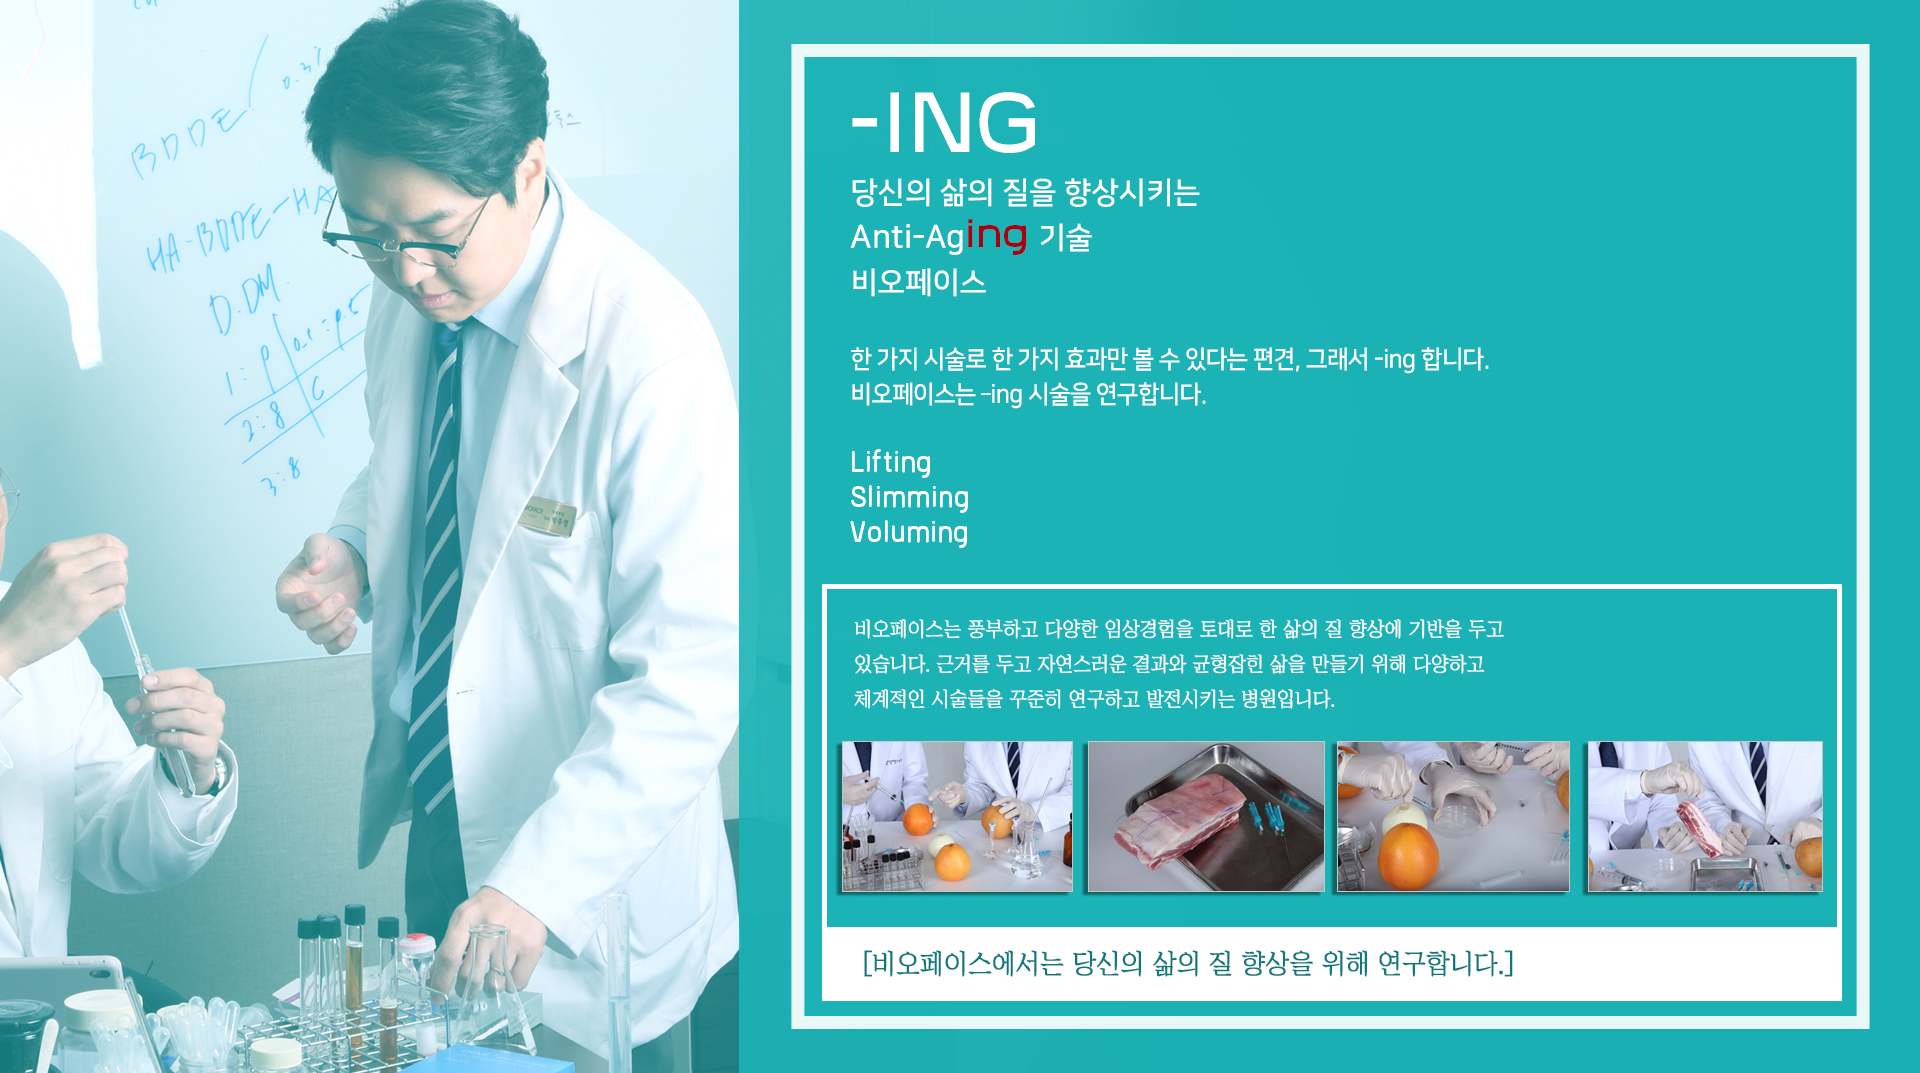 BDDE
0.3%
HA-BDDE-HA
D.DM.
1:
P
2:8
C
3:8
-ING
당신의 삶의 질을 향상시키는
Anti-Aging 기술
비오페이스
한 가지 시술로 한 가지 효과만 볼 수 있다는 편견, 그래서 -ing 합니다.
비오페이스는 –ing 시술을 연구합니다.
Lifting
Slimming
Voluming
비오페이스는 풍부하고 다양한 임상경험을 토대로 한 삶의 질 향상에 기반을 두고
있습니다. 근거를 두고 자연스러운 결과와 균형잡힌 삶을 만들기 위해 다양하고
체계적인 시술들을 꾸준히 연구하고 발전시키는 병원입니다.
[비오페이스에서는 당신의 삶의 질 향상을 위해 연구합니다.]